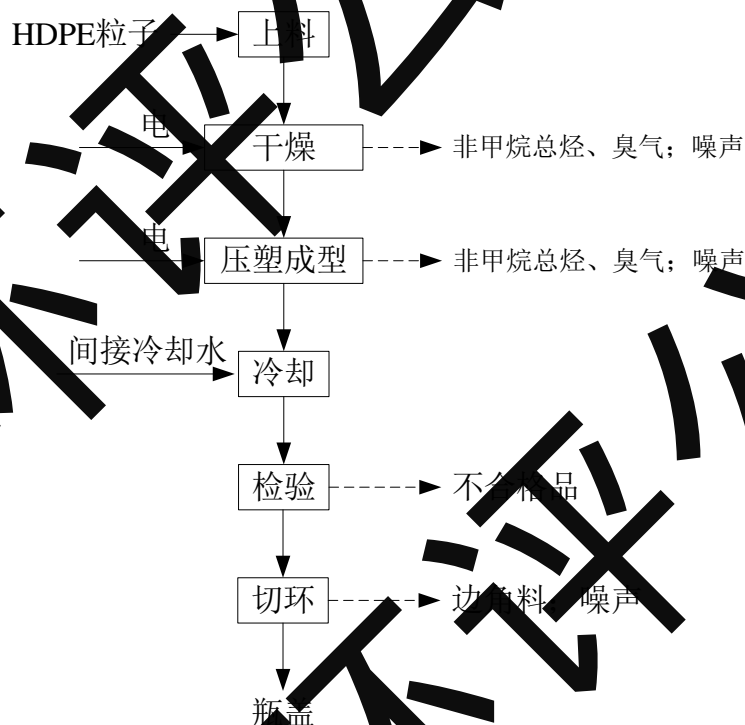 HDPE粒子 上料
电 干燥 非甲烷总烃、臭气；噪声
电 压塑成型 非甲烷总烃、臭气；噪声
间接冷却水 冷却
检验 不合格品
切环 边角料、噪声
瓶盖